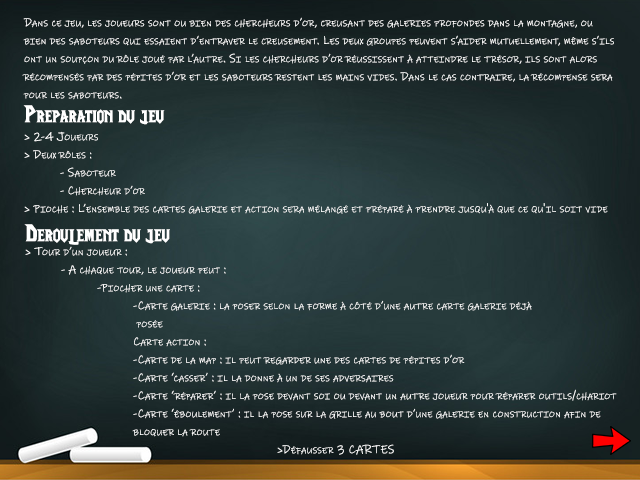 Dans ce jeu, les joueurs sont ou bien des chercheurs d'or, creusant des galeries profondes dans la montagne, ou
bien des saboteurs qui essaient d'entraver le creusement. Les deux groupes peuvent s'aider mutuellement, même s'ils
ont un soupçon du rôle joué par l'autre. Si les chercheurs d'or réussissent à atteindre le trésor, ils sont alors
récompensés par des pépites d'or et les saboteurs restent les mains vides. Dans le cas contraire, la récompense sera
pour les saboteurs.
Preparation du jeu
> 2-4 Joueurs
> Deux rôles :
- Saboteur
- Chercheur d'or
> Pioche : L'ensemble des cartes galerie et action sera mélangé et préparé à prendre jusqu'à que ce qu'il soit vide
Deroulement du jeu
> Tour d'un joueur :
- A chaque tour, le joueur peut :
-Piocher une carte :
-Carte galerie : la poser selon la forme à côté d'une autre carte galerie déjà
posée
Carte action :
-Carte de la map : il peut regarder une des cartes de pépites d'or
-Carte 'casser' : il la donne à un de ses adversaires
-Carte 'réparer' : il la pose devant soi ou devant un autre joueur pour réparer outils/chariot
-Carte 'éboulement' : il la pose sur la grille au bout d'une galerie en construction afin de
bloquer la route
>Défausser 3 CARTES